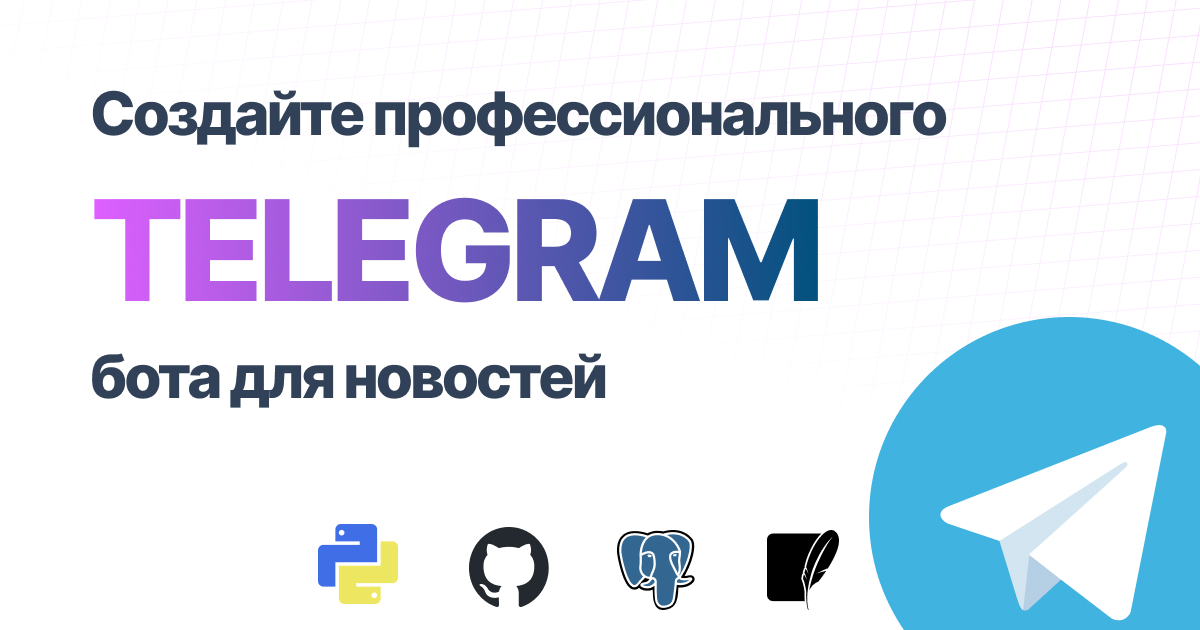 Создайте профессионального
TELEGRAM
бота для новостей